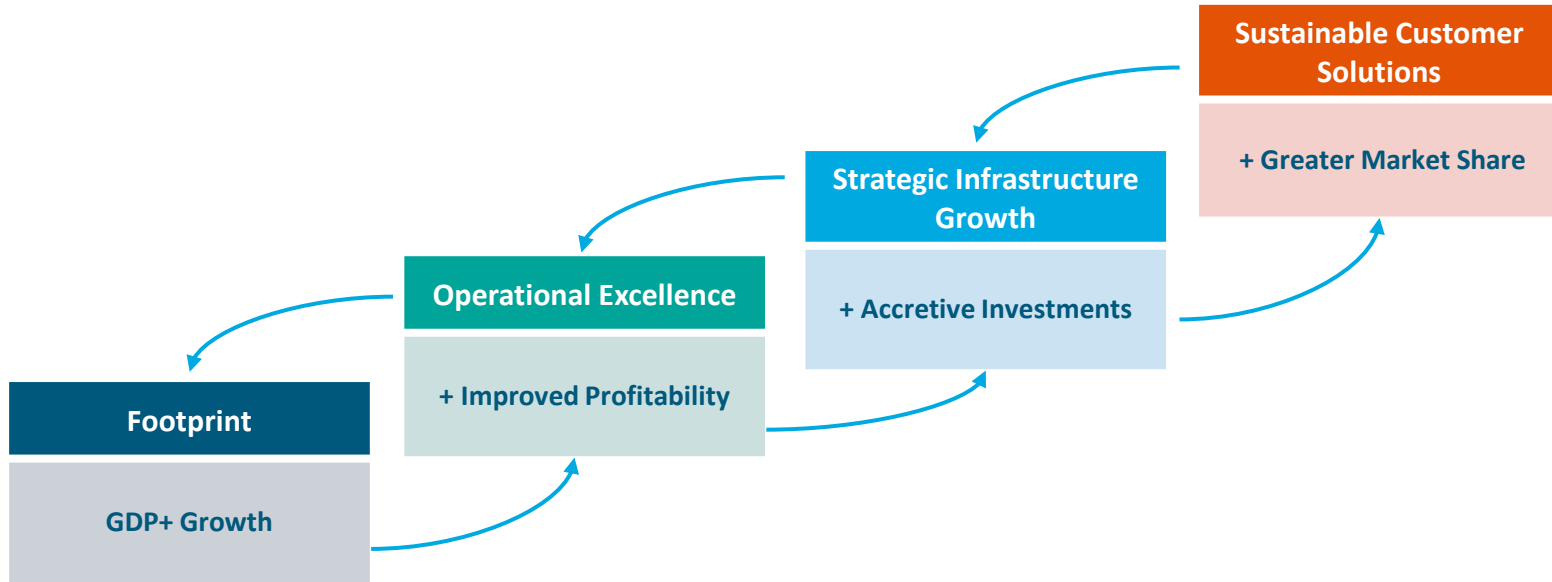 Footprint
GDP+ Growth
Operational Excellence
+ Improved Profitability
Strategic Infrastructure
Growth
+ Accretive Investments
Sustainable Customer
Solutions
+ Greater Market Share